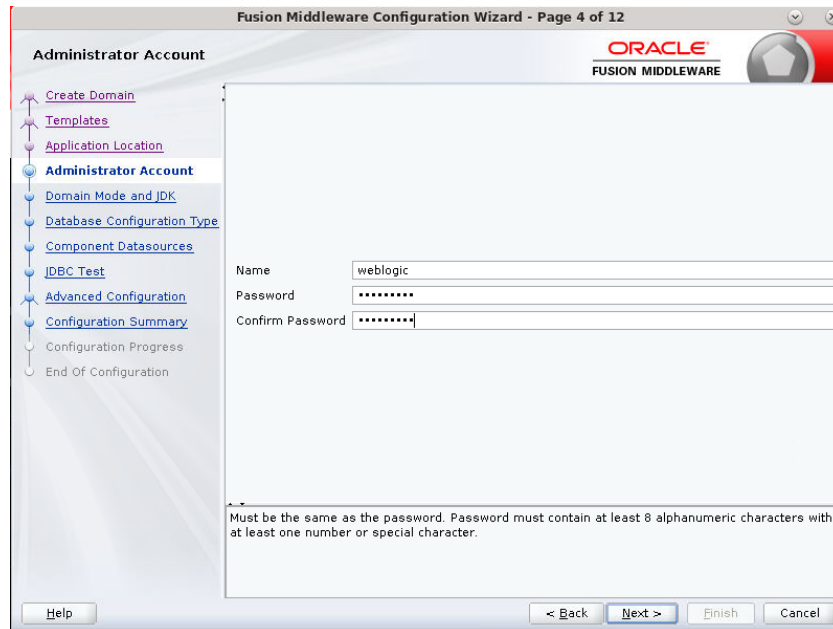 Fusion Middleware Configuration Wizard - Page 4 of 12
Administrator Account
ORACLE
FUSION MIDDLEWARE
Create Domain
Templates
Application Location
Administrator Account
Domain Mode and JDK
Database Configuration Type
Component Datasources
JDBC Test
Advanced Configuration
Configuration Summary
Configuration Progress
End Of Configuration
Name weblogic
Password •••••••••
Confirm Password •••••••••
Must be the same as the password. Password must contain at least 8 alphanumeric characters with
at least one number or special character.
Help < Back Next > Finish Cancel